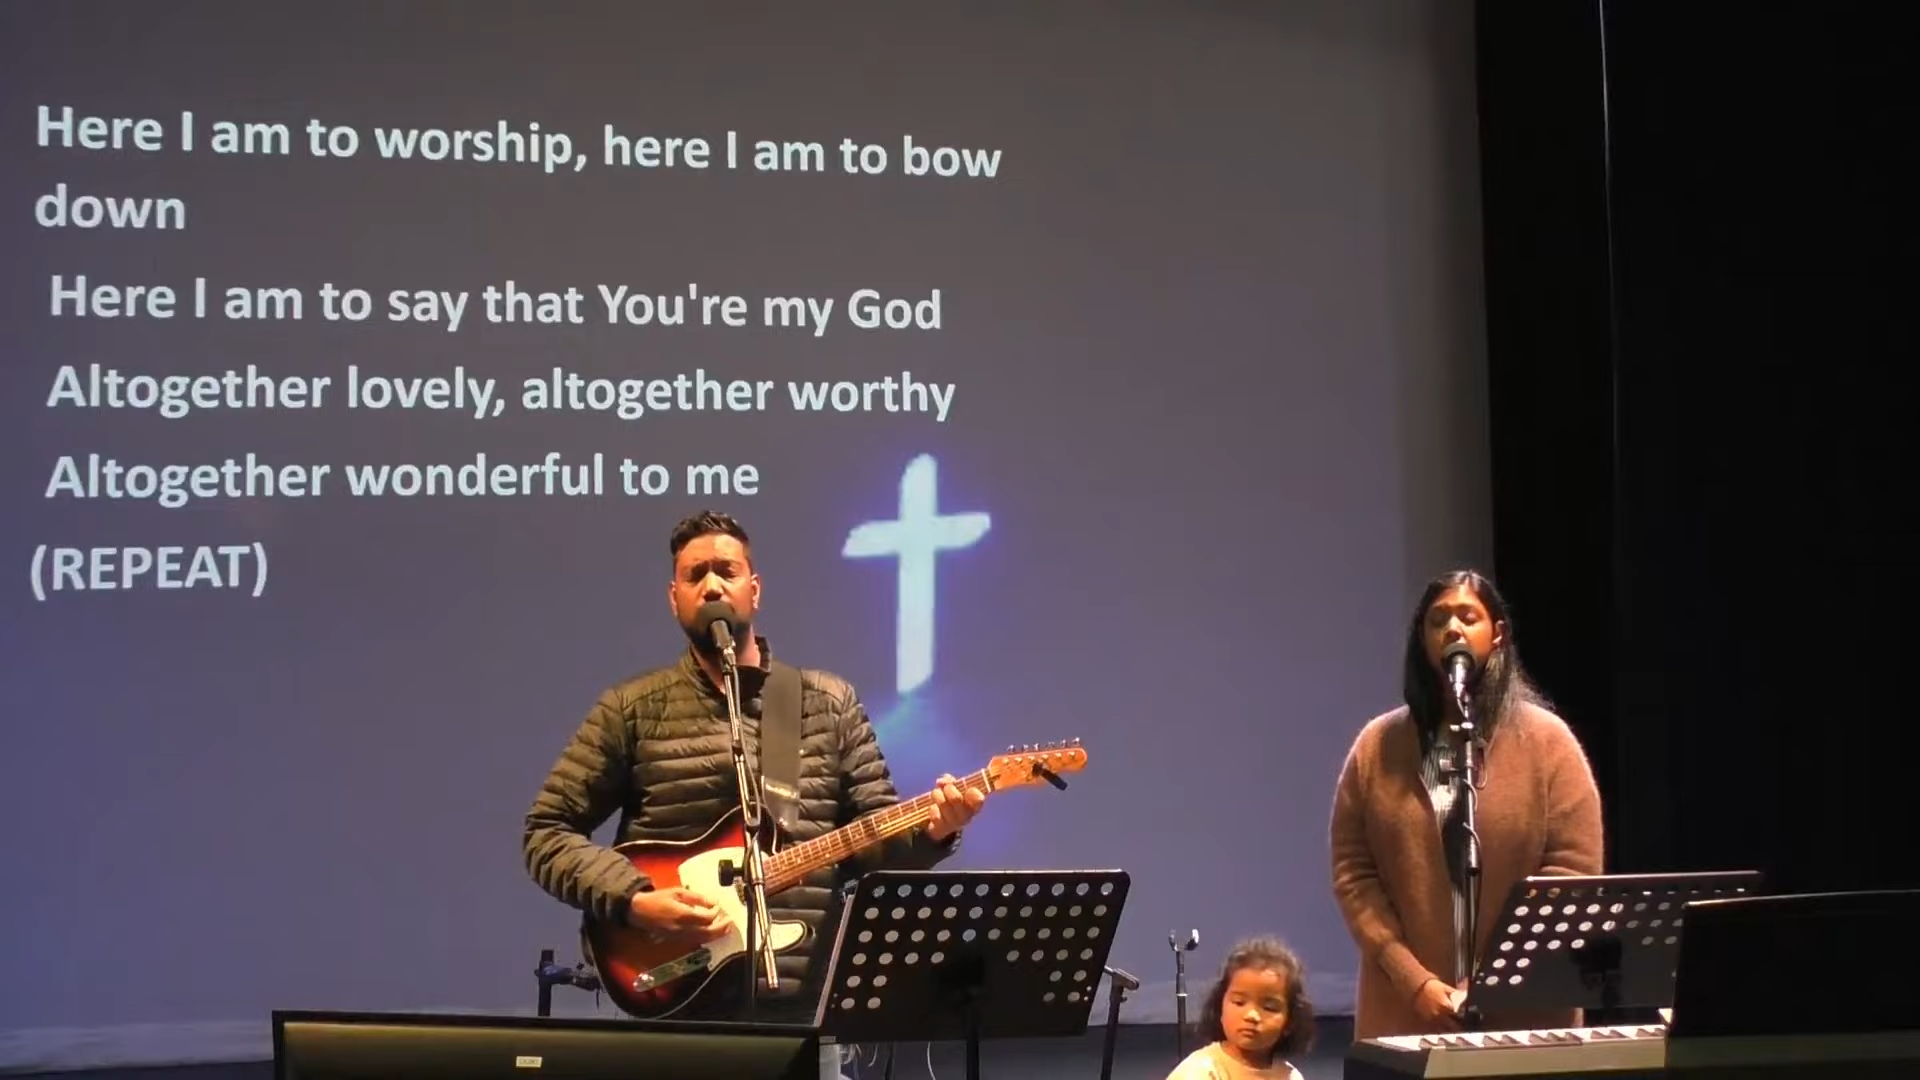 Here I am to worship, here I am to bow
down
Here I am to say that You're my God
Altogether lovely, altogether worthy
Altogether wonderful to me
(REPEAT)